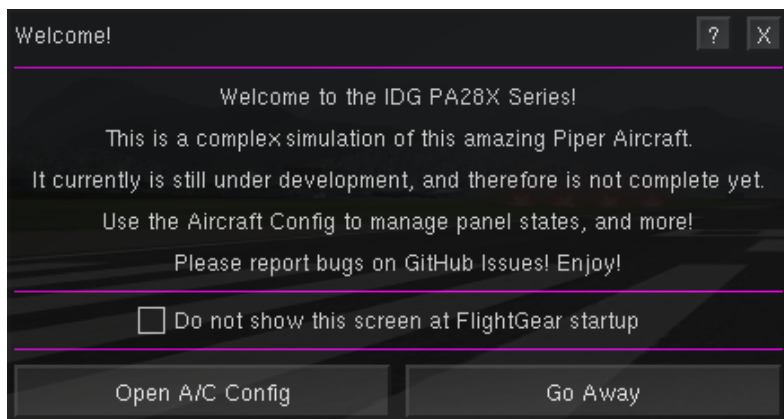 Welcome!
? X
Welcome to the IDG PA28X Series!
This is a complex simulation of this amazing Piper Aircraft.
It currently is still under development, and therefore is not complete yet.
Use the Aircraft Config to manage panel states, and more!
Please report bugs on GitHub Issues! Enjoy!
Do not show this screen at FlightGear startup
Open A/C Config
Go Away